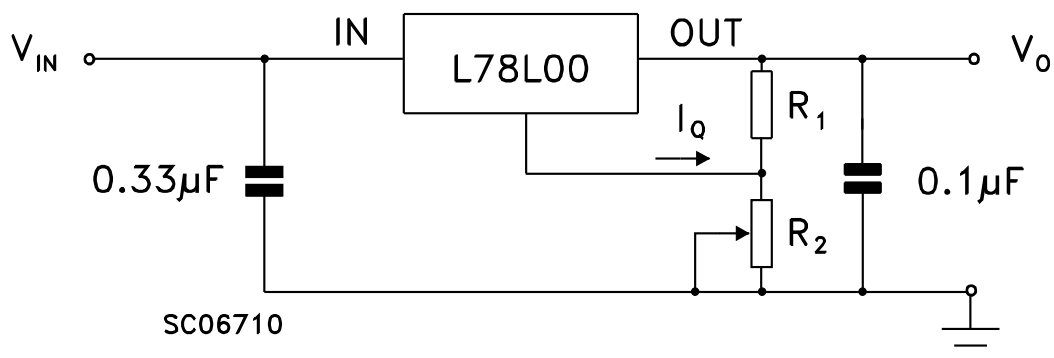 IN
OUT
V_IN
V_O
L78L00
R_1
I_Q
0.33µF
0.1µF
R_2
SC06710